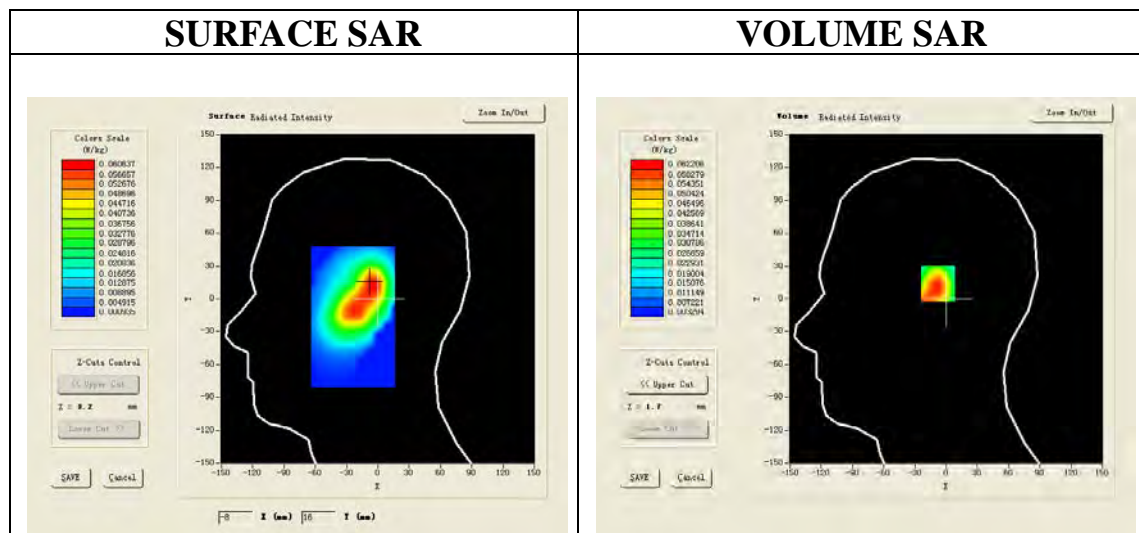 SURFACE SAR
Surface Radiated Intensity
Zoom In/Out
Colors Scale
(W/kg)
0.060637
0.056657
0.052676
0.048696
0.044716
0.040736
0.036756
0.032776
0.028796
0.024816
0.020836
0.016856
0.012875
0.008895
0.004915
0.000935
150
120
90
60
30
0
-30
-60
-90
-120
-150
Y
-150 -120 -90 -60 -30 0 30 60 90 120 150
X
Z-Cuts Control
<< Upper Cut
Z = mm
Lower Cut >>
SAVE Cancel
-8 X (mm) 16 Y (mm)
VOLUME SAR
Volume Radiated Intensity
Zoom In/Out
Colors Scale
(W/kg)
0.062206
0.058279
0.054351
0.050424
0.046496
0.042569
0.038641
0.034714
0.030786
0.026859
0.022931
0.019004
0.015076
0.011149
0.007221
0.003294
150
120
90
60
30
0
-30
-60
-90
-120
-150
Y
-150 -120 -90 -60 -30 0 30 60 90 120 150
X
Z-Cuts Control
<< Upper Cut
Z = mm
Lower Cut >>
SAVE Cancel